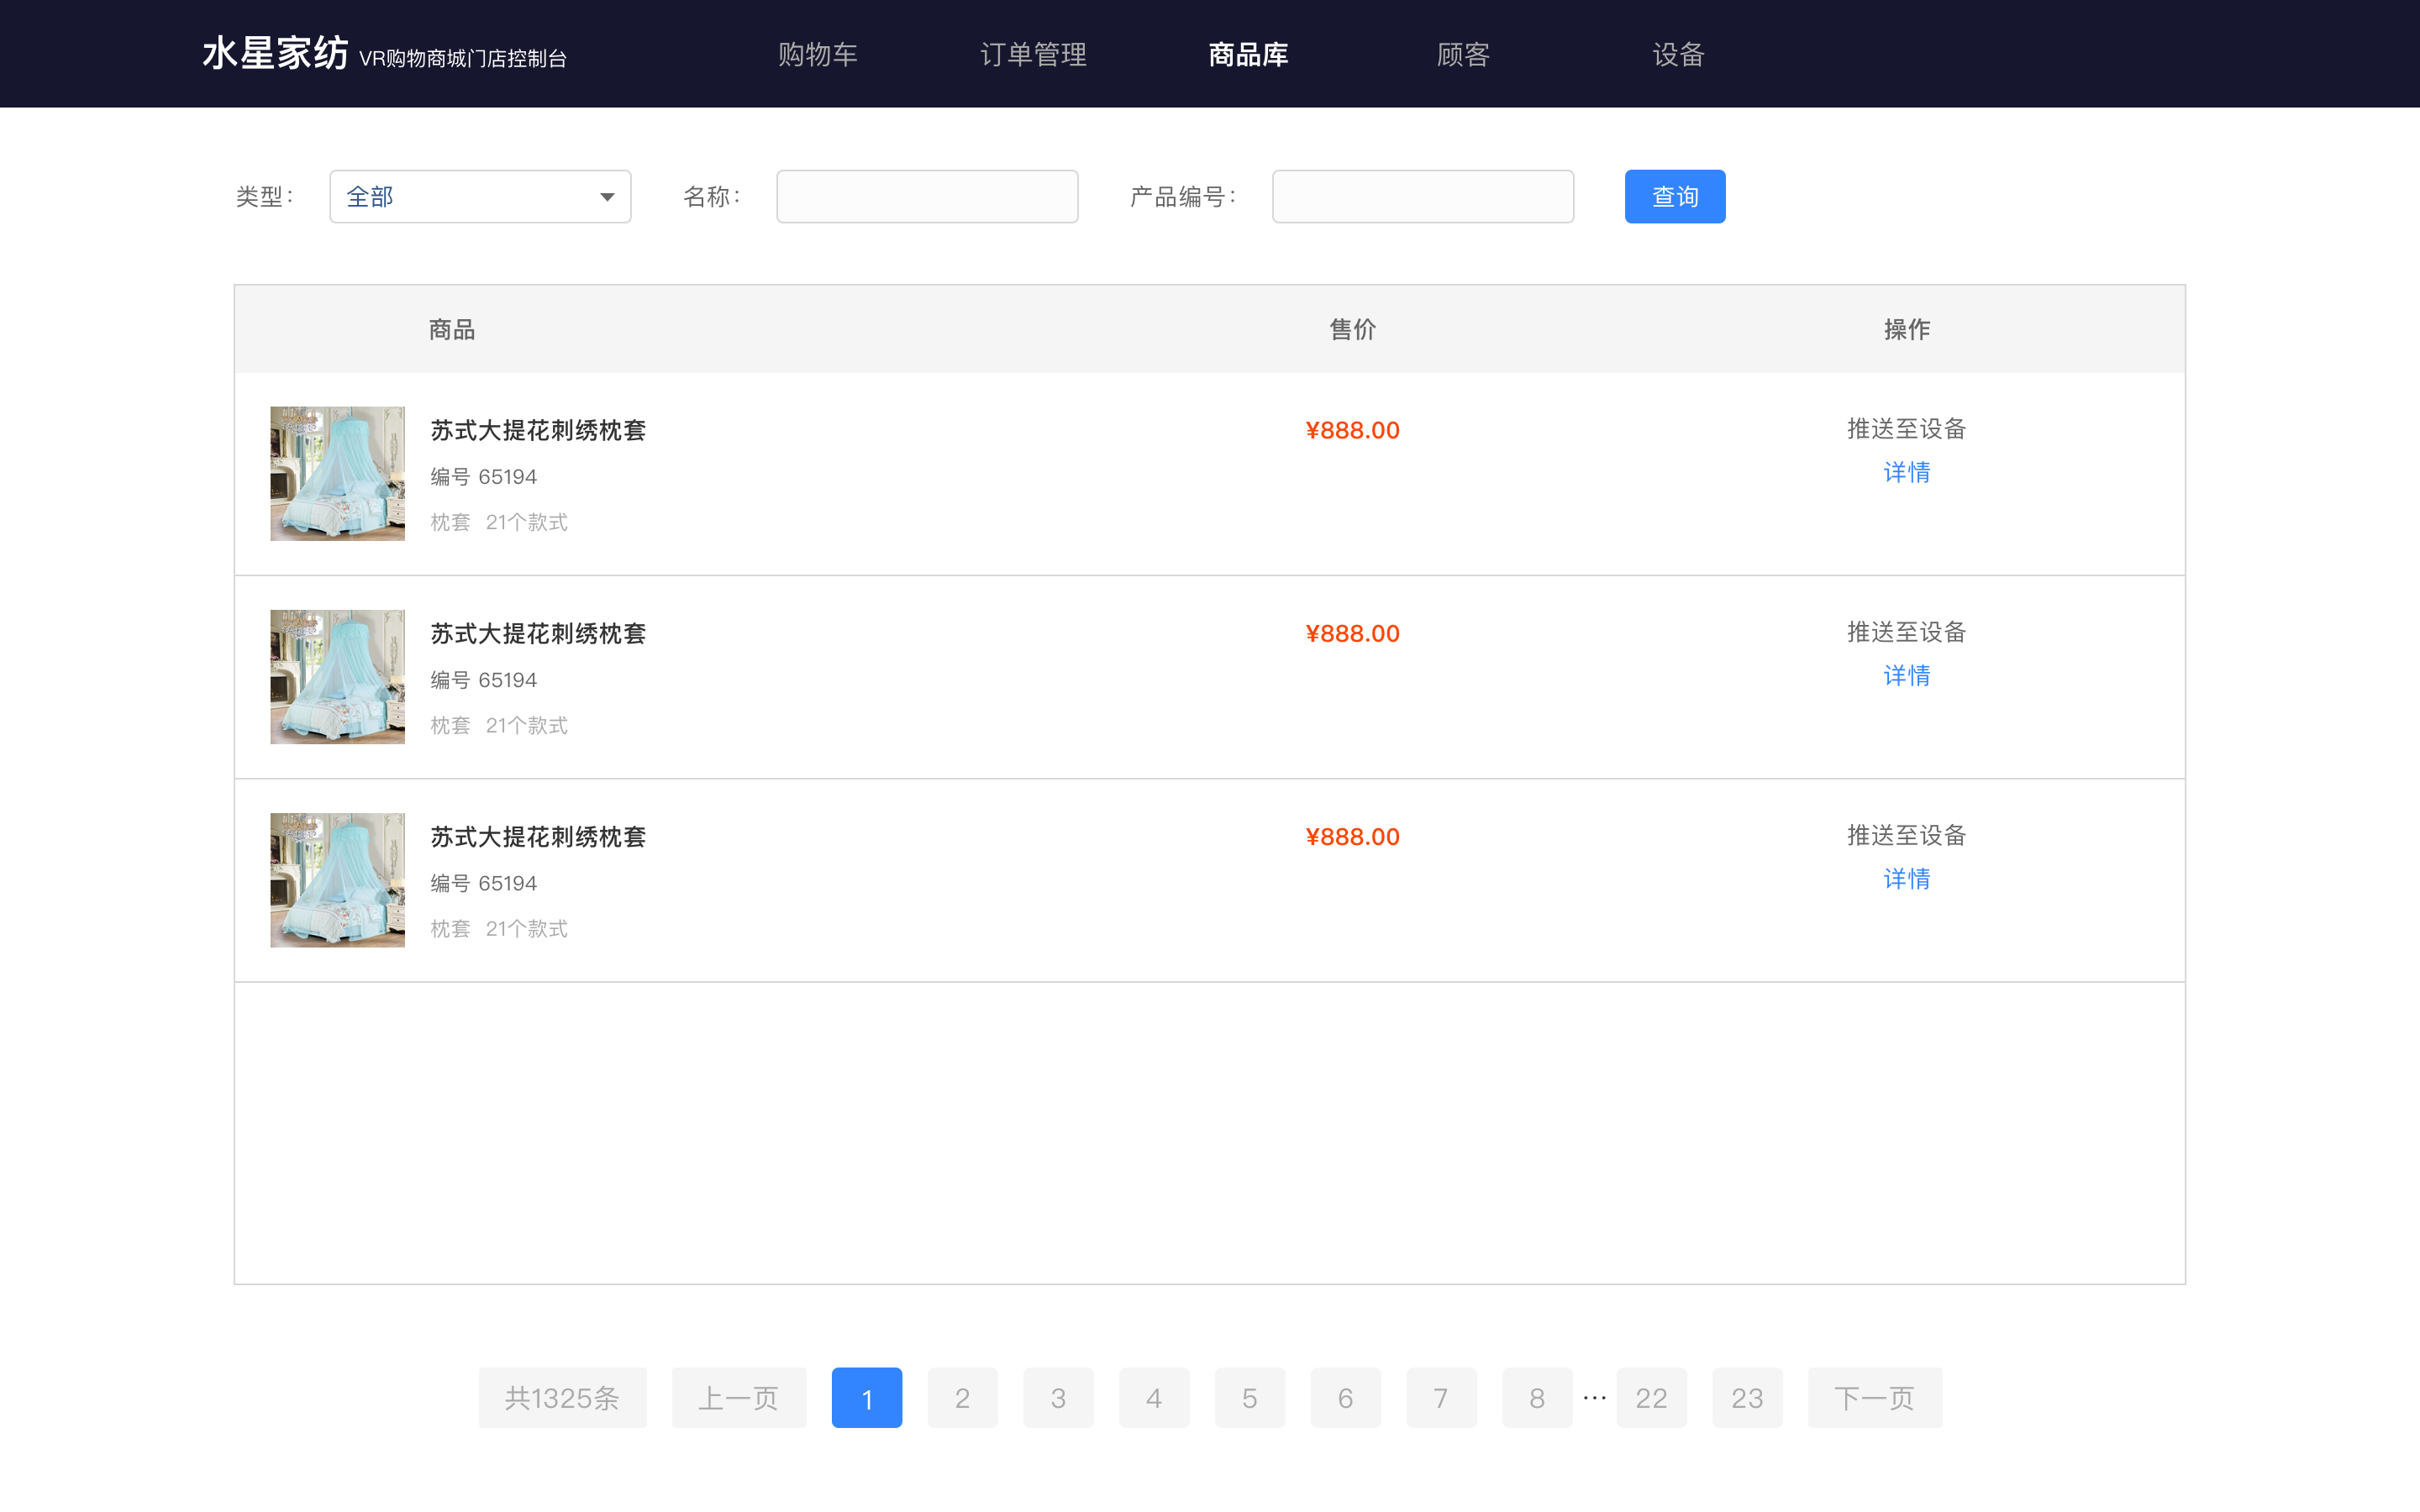 水星家纺 VR购物商城门店控制台 购物车 订单管理 商品库 顾客 设备
类型： 全部 名称： 产品编号： 查询
商品 售价 操作
苏式大提花刺绣枕套 ¥888.00 推送至设备
编号 65194 详情
枕套 21个款式
苏式大提花刺绣枕套 ¥888.00 推送至设备
编号 65194 详情
枕套 21个款式
苏式大提花刺绣枕套 ¥888.00 推送至设备
编号 65194 详情
枕套 21个款式
共1325条 上一页 1 2 3 4 5 6 7 8 ··· 22 23 下一页